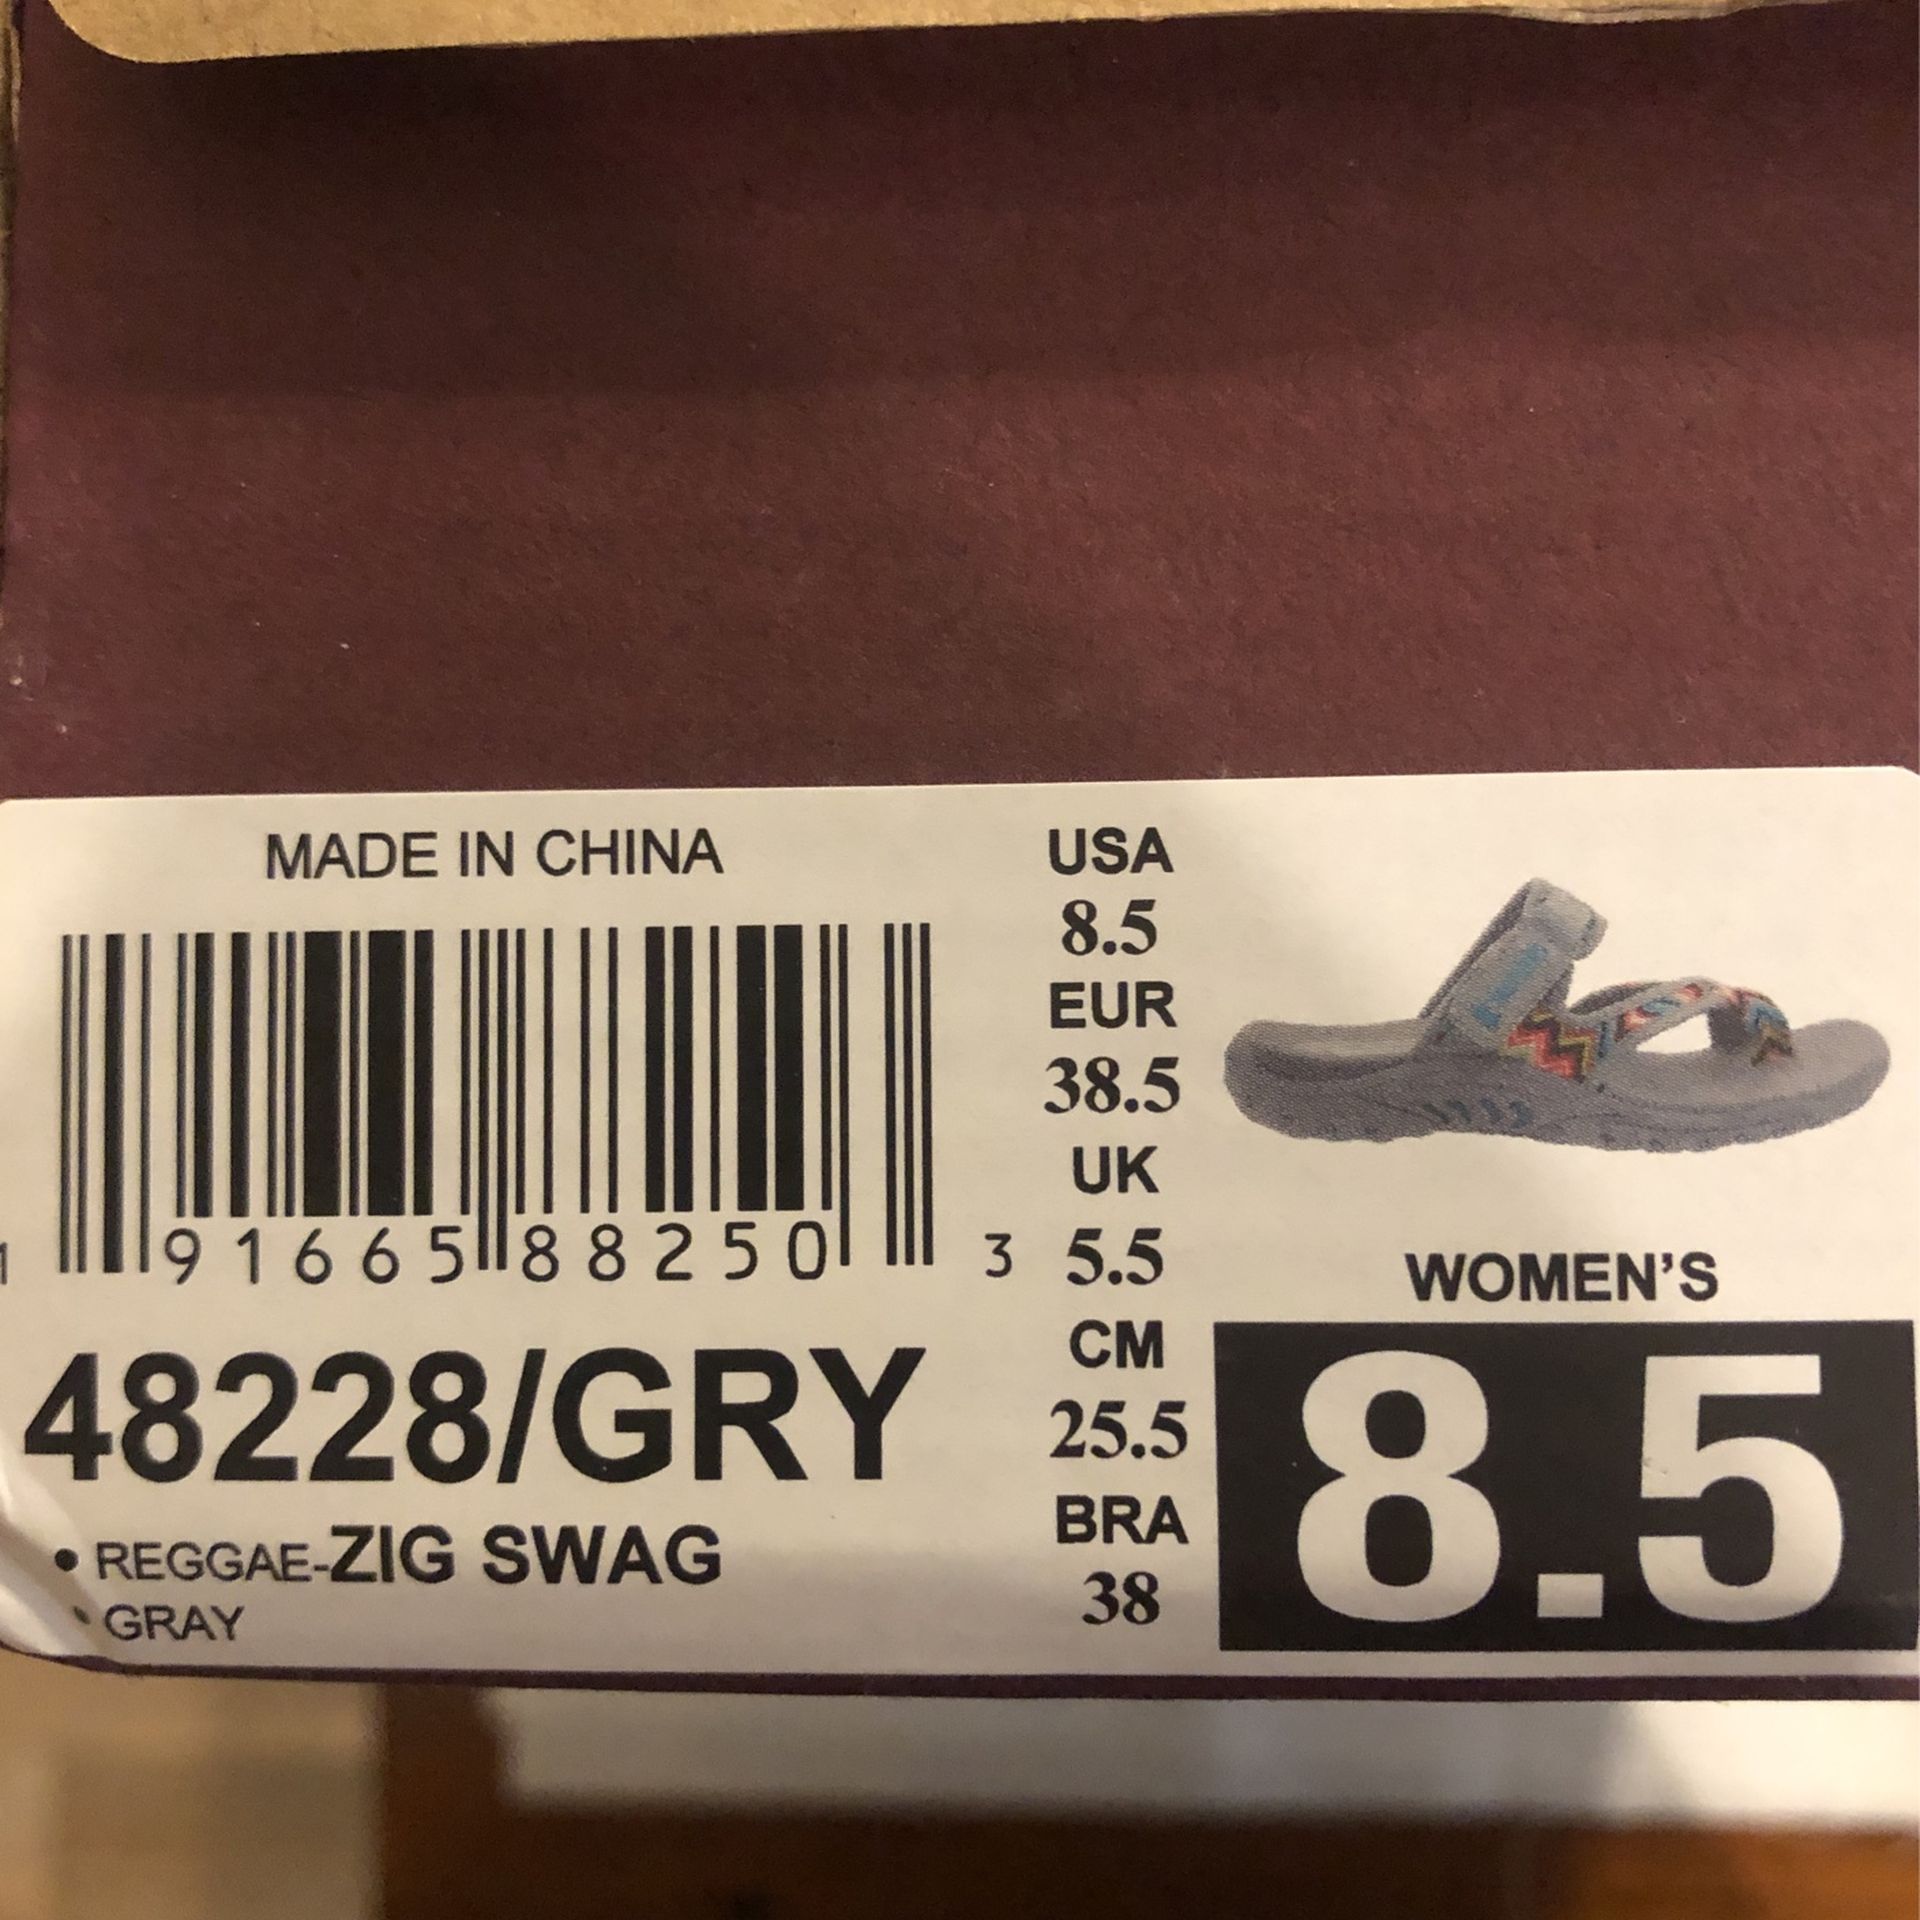 MADE IN CHINA
1 91665 88250 3
48228/GRY
• REGGAE-ZIG SWAG
• GRAY
USA
8.5
EUR
38.5
UK
5.5
CM
25.5
BRA
38
WOMEN'S
8.5